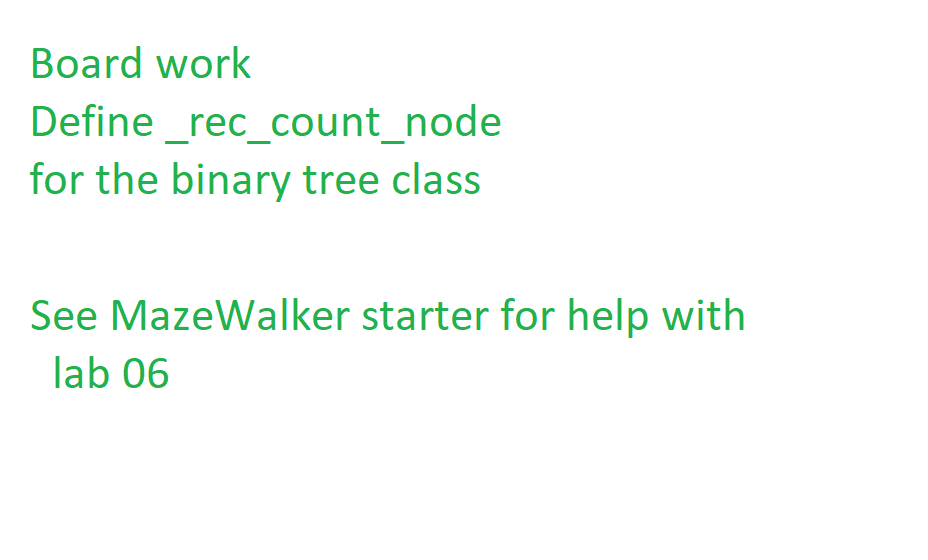 Board work
Define _rec_count_node
for the binary tree class
See MazeWalker starter for help with
lab 06